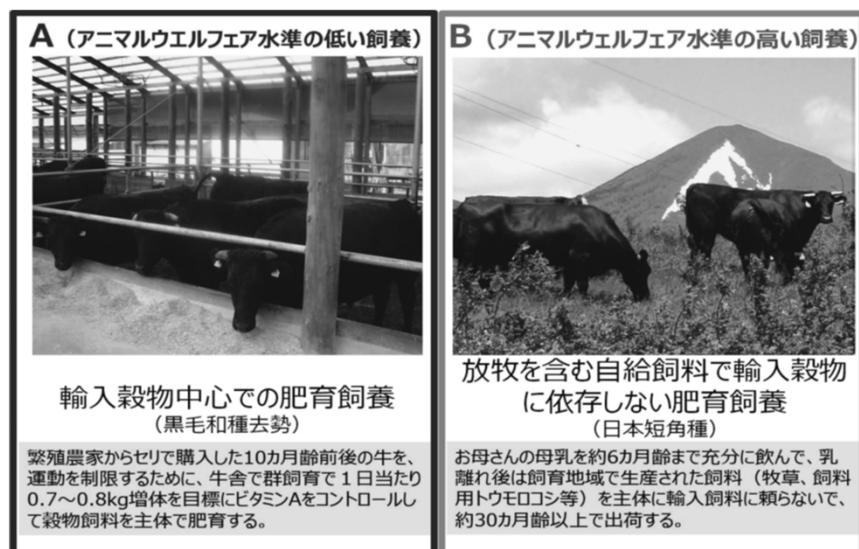 A（アニマルウエルフェア水準の低い飼養）
輸入穀物中心での肥育飼養
（黒毛和種去勢）
繁殖農家からセリで購入した10カ月齢前後の牛を、
運動を制限するために、牛舎で群飼育で１日当たり
0.7～0.8kg増体を目標にビタミンAをコントロールし
て穀物飼料を主体で肥育する。
B（アニマルウェルフェア水準の高い飼養）
放牧を含む自給飼料で輸入穀物
に依存しない肥育飼養
（日本短角種）
お母さんの母乳を約6カ月齢まで充分に飲んで、乳
離れ後は飼育地域で生産された飼料（牧草、飼料
用トウモロコシ等）を主体に輸入飼料に頼らないで、
約30カ月齢以上で出荷する。